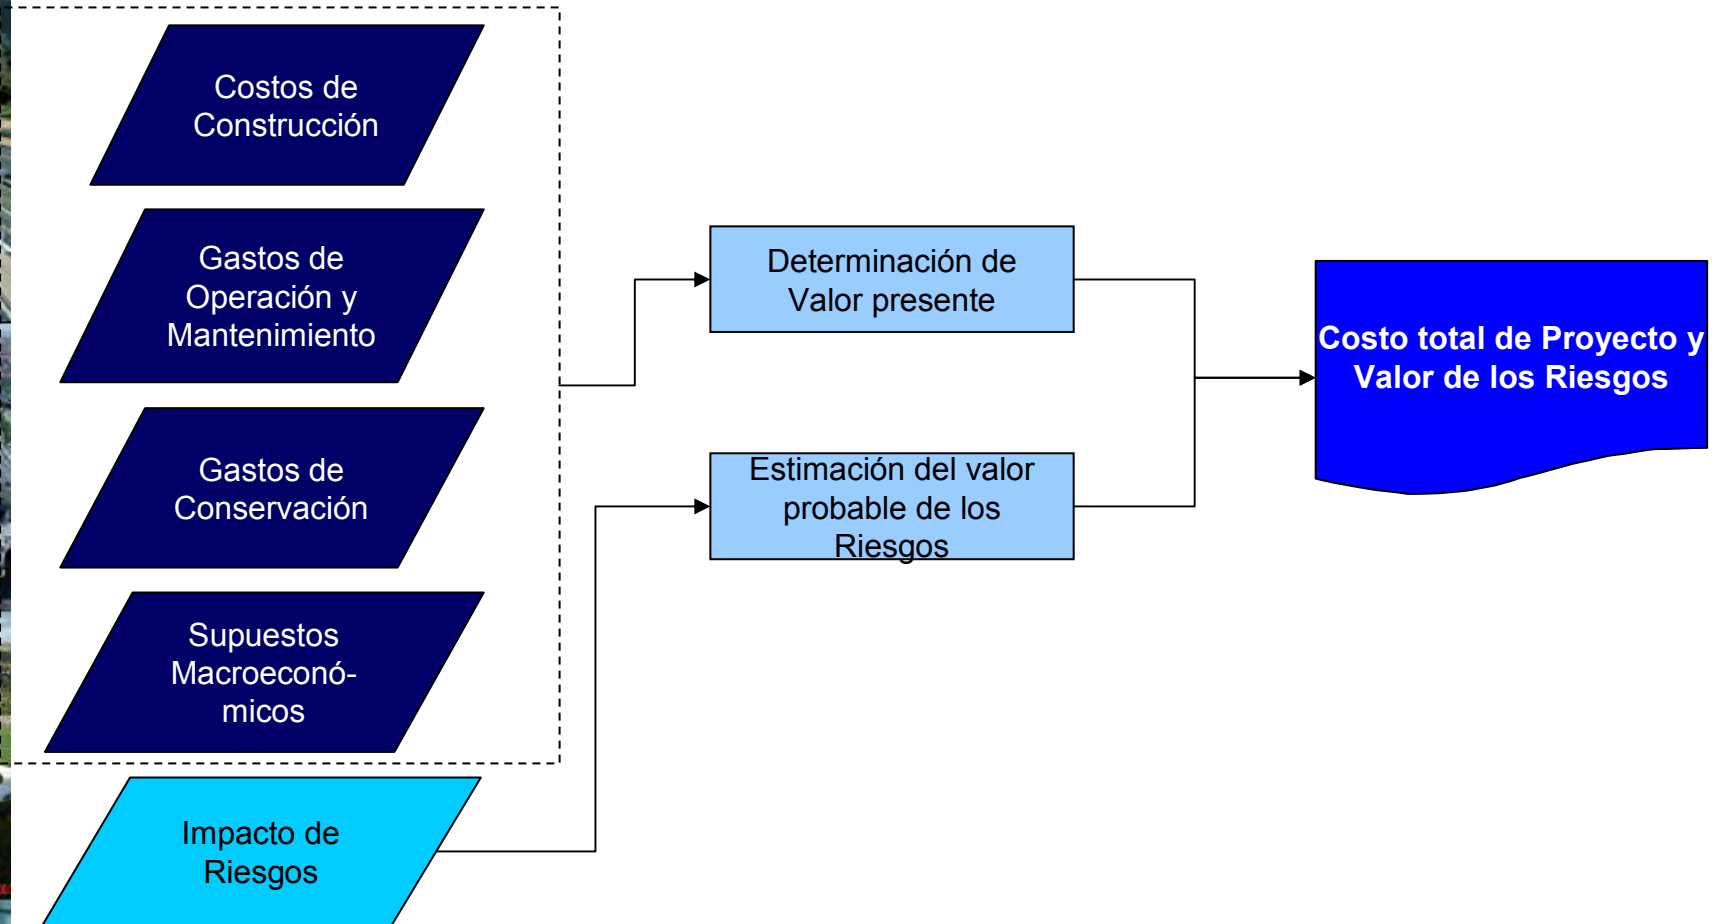 Costos de
Construcción
Gastos de
Operación y
Mantenimiento
Gastos de
Conservación
Supuestos
Macroeconó-
micos
Impacto de
Riesgos
Determinación de
Valor presente
Estimación del valor
probable de los
Riesgos
Costo total de Proyecto y
Valor de los Riesgos